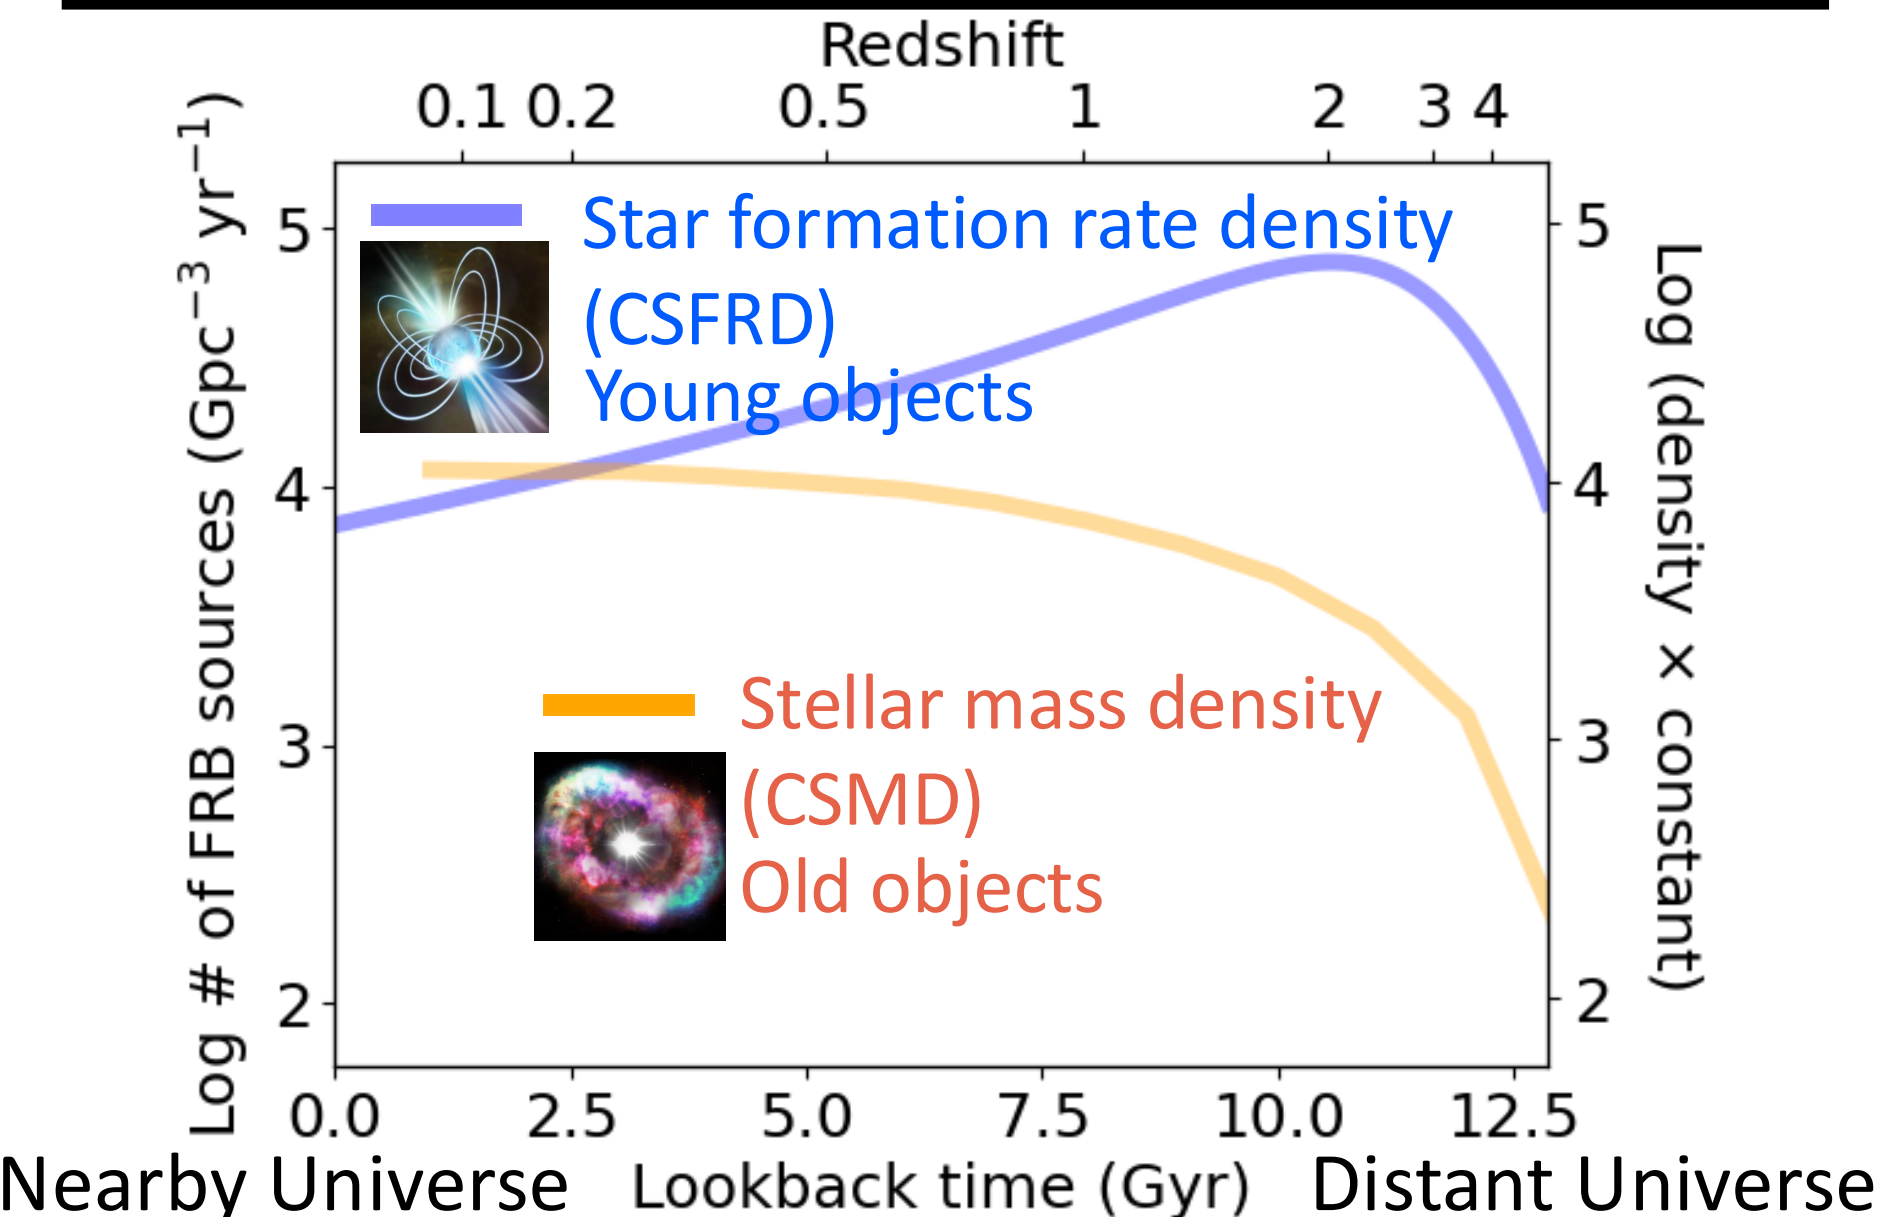 Redshift
0.1 0.2 0.5 1 2 3 4
Log # of FRB sources (Gpc⁻³ yr⁻¹)
5
4
3
2
Star formation rate density
(CSFRD)
Young objects
Stellar mass density
(CSMD)
Old objects
5
4
3
2
Log (density × constant)
0.0 2.5 5.0 7.5 10.0 12.5
Nearby Universe Lookback time (Gyr) Distant Universe